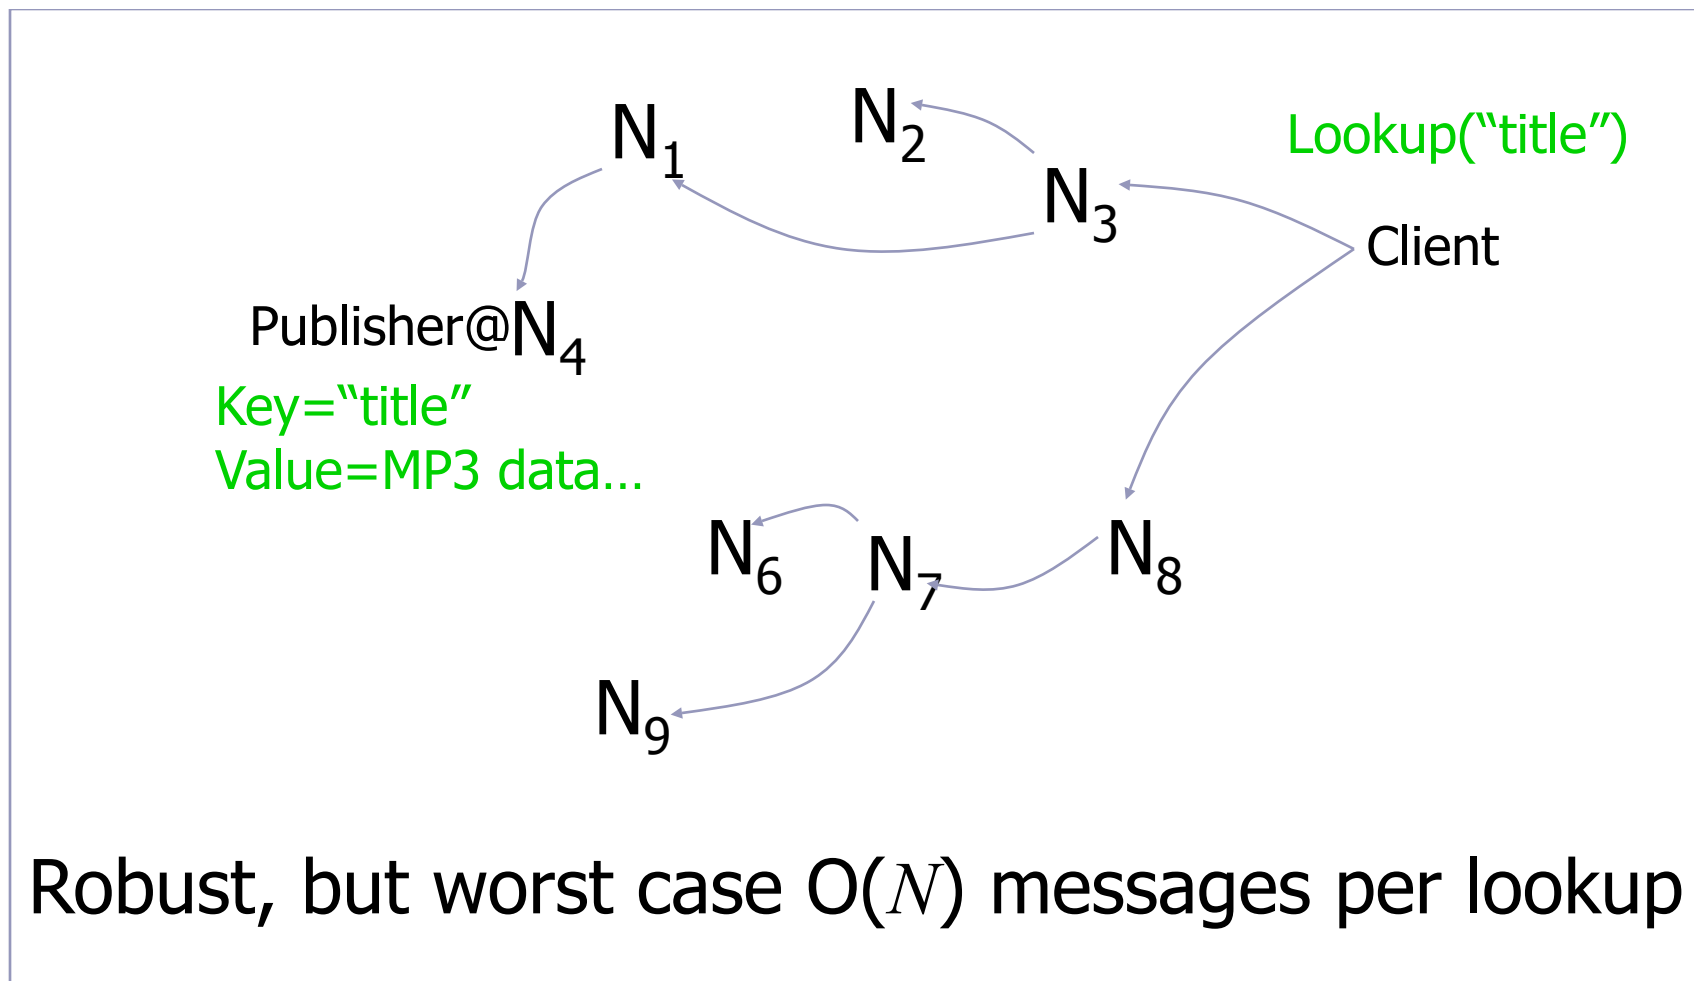 N1
N2
Lookup(“title”)
N3
Client
Publisher@N4
Key=“title”
Value=MP3 data…
N6
N7
N8
N9
Robust, but worst case O(N) messages per lookup